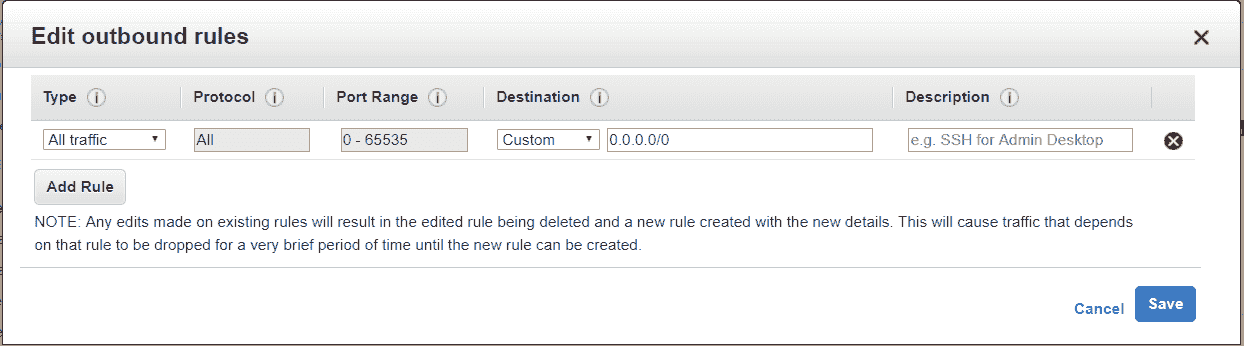 Edit outbound rules
Type Protocol Port Range Destination Description
All traffic All 0 - 65535 Custom 0.0.0.0/0 e.g. SSH for Admin Desktop
Add Rule
NOTE: Any edits made on existing rules will result in the edited rule being deleted and a new rule created with the new details. This will cause traffic that depends
on that rule to be dropped for a very brief period of time until the new rule can be created.
Cancel Save